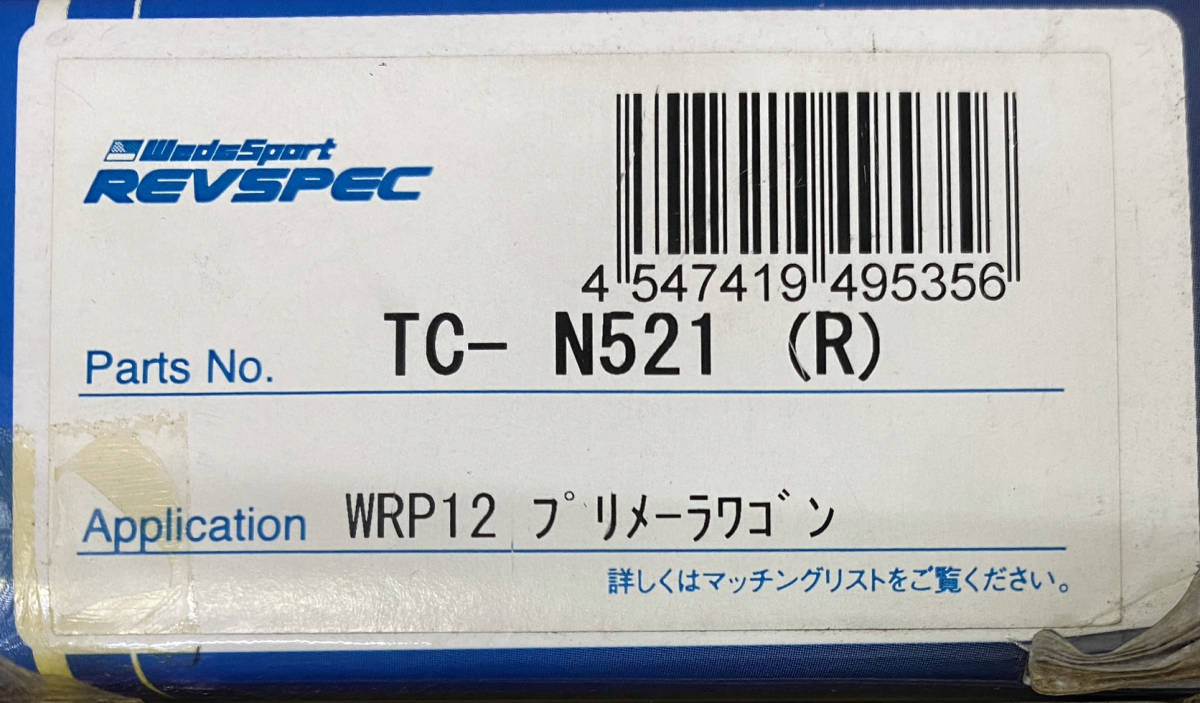 WedsSport
REVSPEC
4 547419 495356
Parts No. TC- N521 (R)
Application WRP12 ﾌﾟﾘﾒｰﾗﾜｺﾞﾝ
詳しくはマッチングリストをご覧ください。